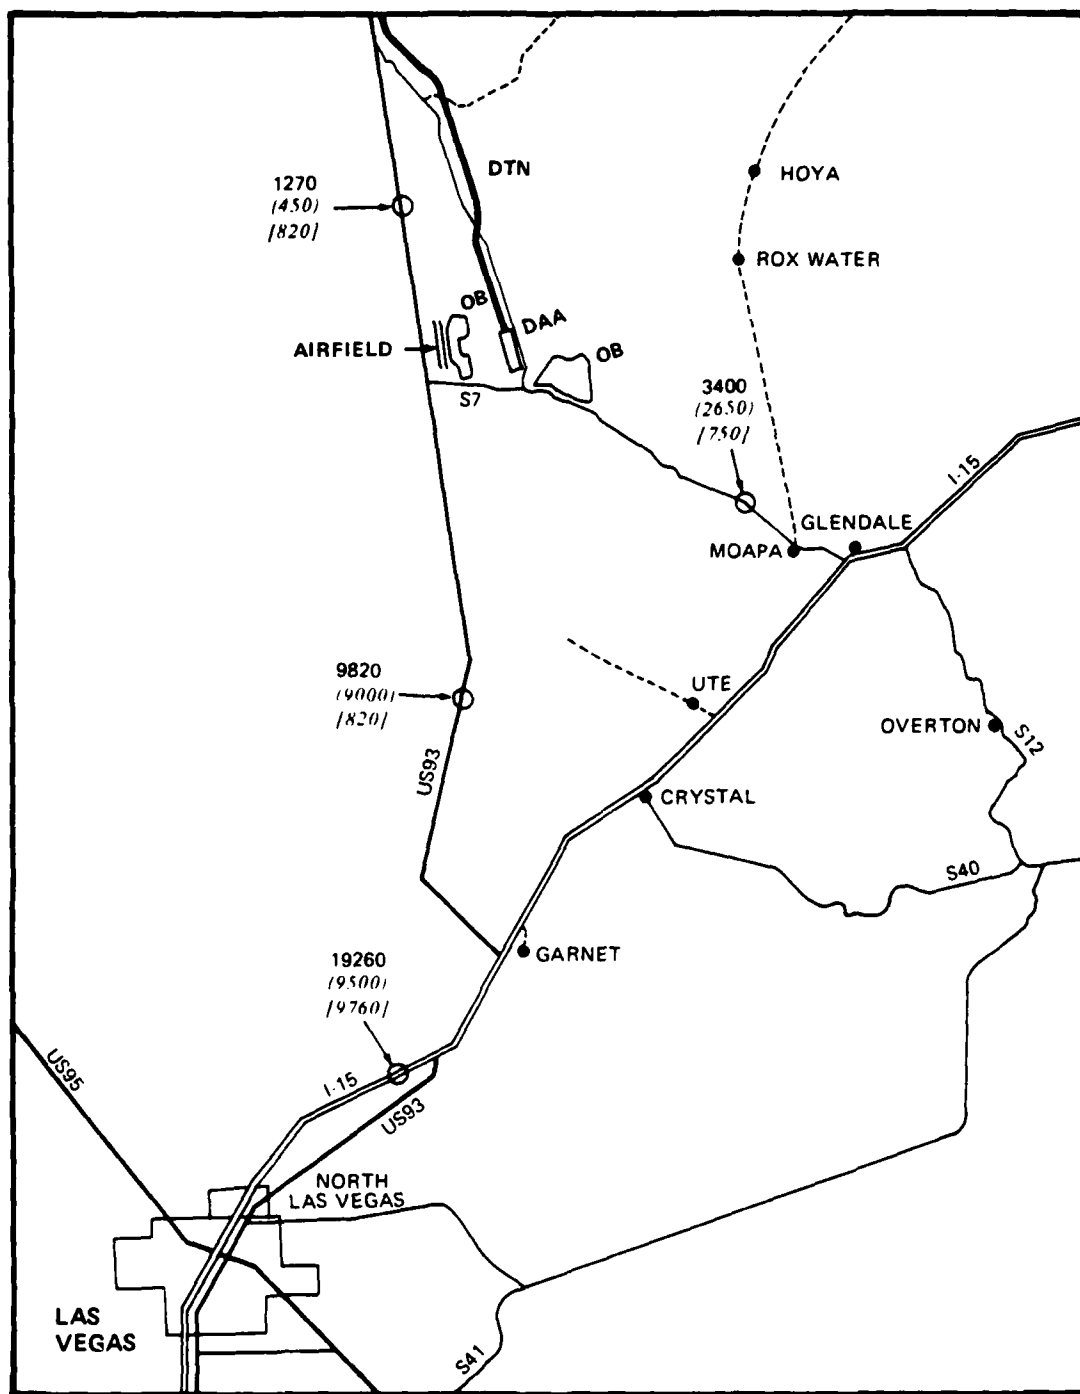 DTN
HOYA
1270
(450)
[820]
ROX WATER
OB
DAA
AIRFIELD
OB
S7
3400
(2650)
[750]
I-15
GLENDALE
MOAPA
9820
(9000)
[820]
UTE
OVERTON
S12
US93
CRYSTAL
S40
GARNET
19260
(9500)
[9760]
US95
I-15
US93
NORTH
LAS VEGAS
LAS
VEGAS
S41